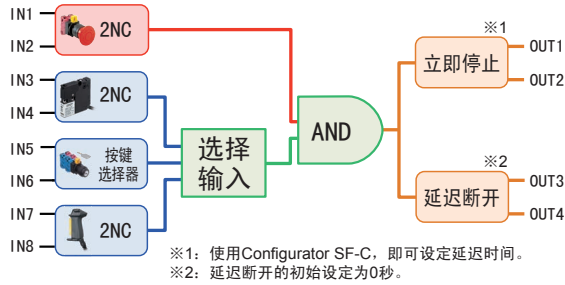 IN1
IN2
2NC
IN3
IN4
2NC
IN5
IN6
按键
选择器
IN7
IN8
2NC
选择
输入
AND
※1
立即停止
OUT1
OUT2
※2
延迟断开
OUT3
OUT4
※1：使用Configurator SF-C，即可设定延迟时间。
※2：延迟断开的初始设定为0秒。